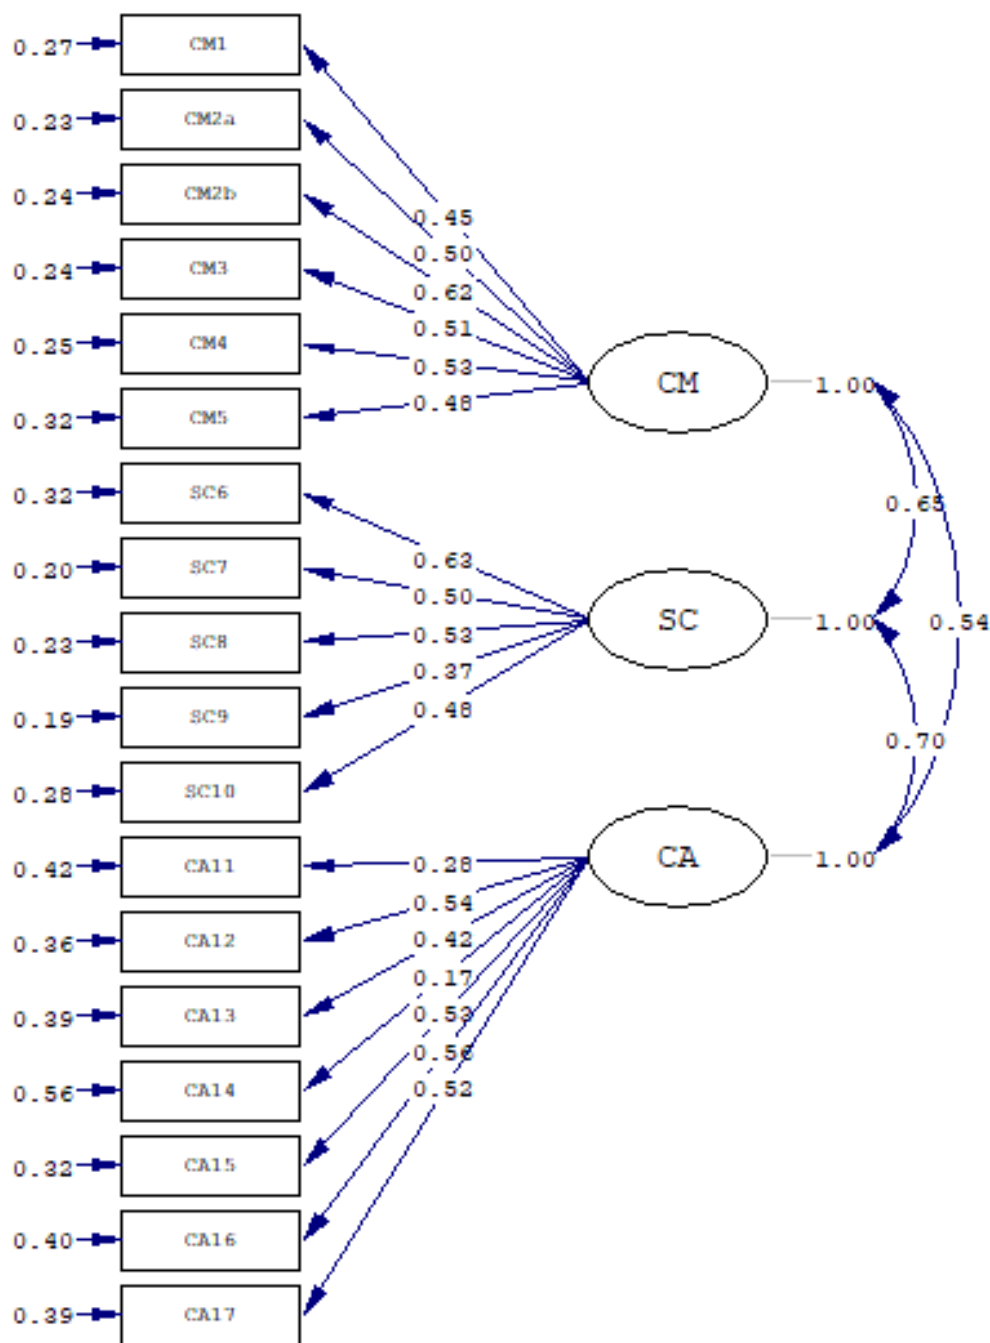 0.27 CM1
0.23 CM2a
0.24 CM2b
0.24 CM3
0.25 CM4
0.32 CM5
0.32 SC6
0.20 SC7
0.23 SC8
0.19 SC9
0.28 SC10
0.42 CA11
0.36 CA12
0.39 CA13
0.56 CA14
0.32 CA15
0.40 CA16
0.39 CA17
0.45
0.50
0.62
0.51
0.53
0.48
0.63
0.50
0.53
0.37
0.48
0.28
0.54
0.42
0.17
0.53
0.56
0.52
CM 1.00
SC 1.00
CA 1.00
0.65
0.54
0.70